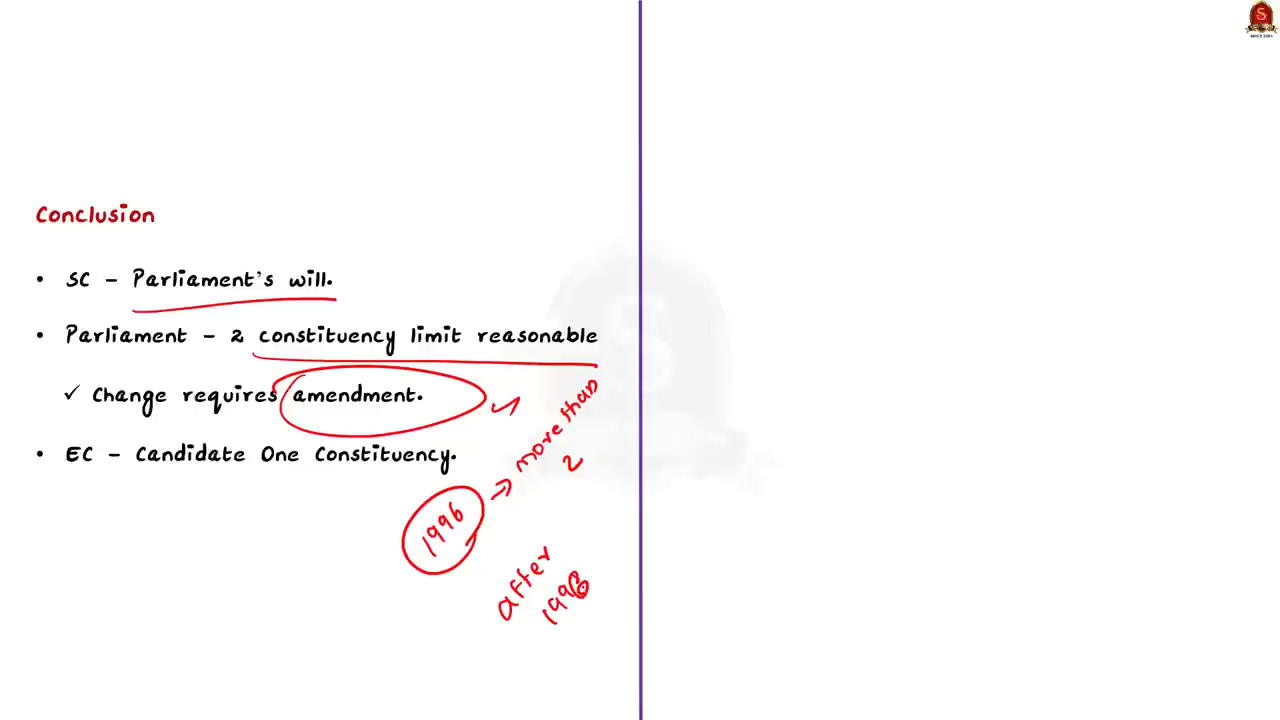 Conclusion
• SC – Parliament's will.
• Parliament – 2 constituency limit reasonable
✓ Change requires amendment.
• EC – Candidate One Constituency.
1996 → more than
2
After
1996
S